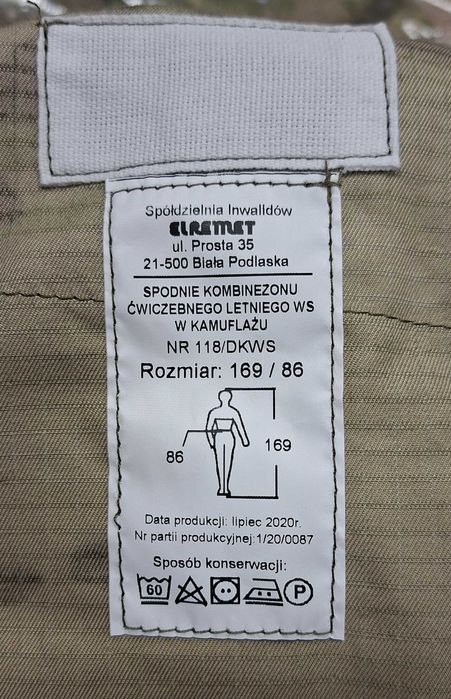 Spółdzielnia Inwalidów
ELREMET
ul. Prosta 35
21-500 Biała Podlaska
SPODNIE KOMBINEZONU
ĆWICZEBNEGO LETNIEGO WS
W KAMUFLAŻU
NR 118/DKWS
Rozmiar: 169 / 86
86
169
Data produkcji: lipiec 2020r.
Nr partii produkcyjnej:1/20/0087
Sposób konserwacji:
60 P